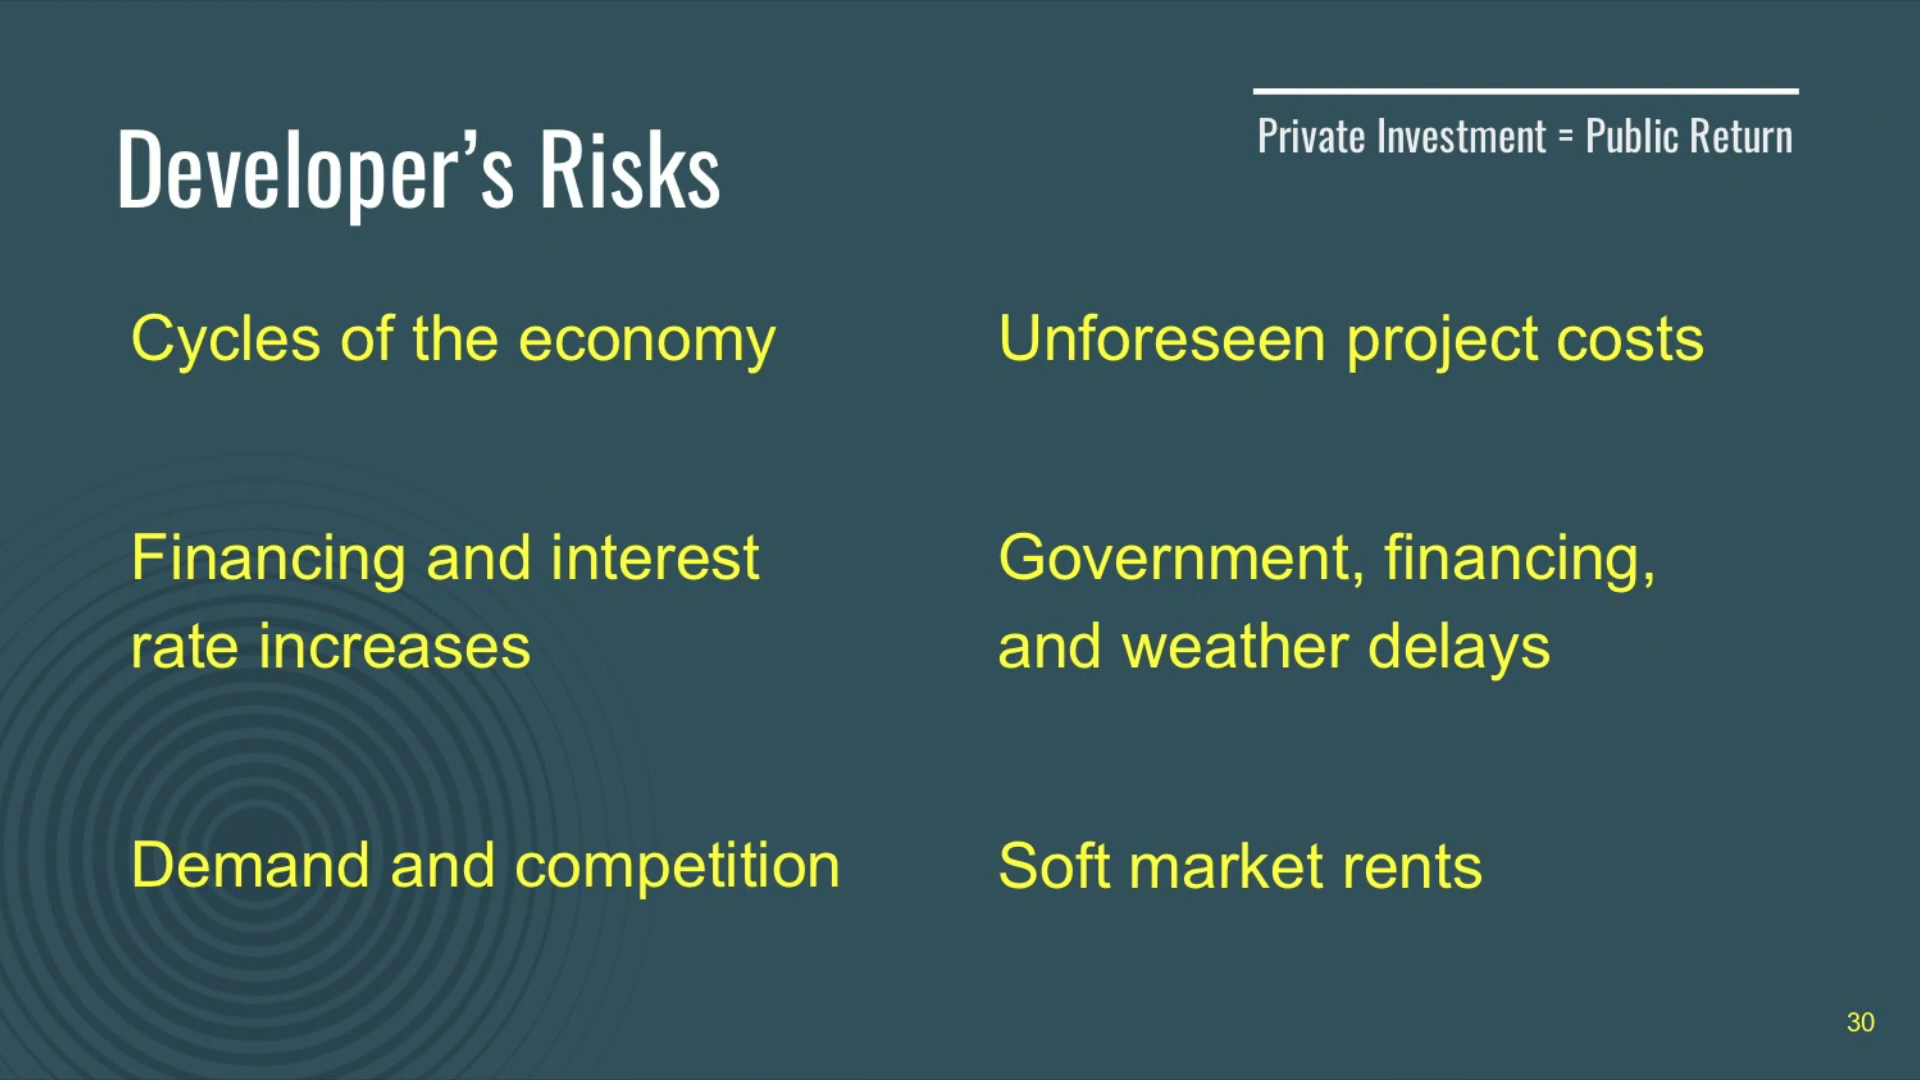 Private Investment = Public Return
Developer’s Risks
Cycles of the economy
Financing and interest
rate increases
Demand and competition
Unforeseen project costs
Government, financing,
and weather delays
Soft market rents
30